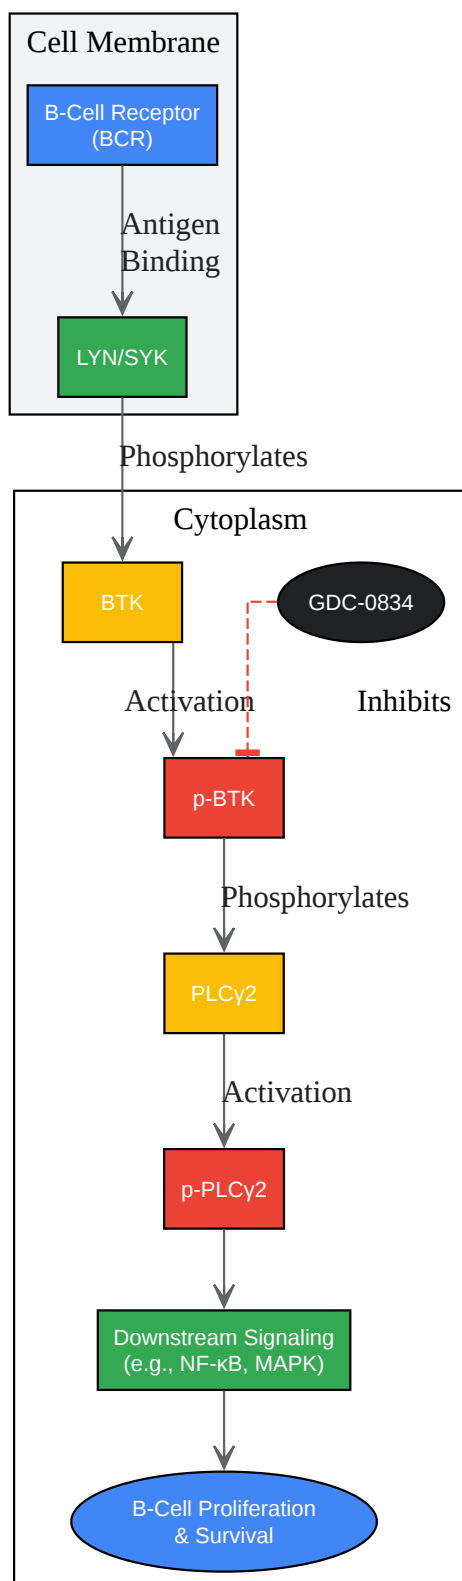 Cell Membrane
B-Cell Receptor
(BCR)
Antigen
Binding
LYN/SYK
Phosphorylates
Cytoplasm
BTK
GDC-0834
Activation
Inhibits
p-BTK
Phosphorylates
PLCγ2
Activation
p-PLCγ2
Downstream Signaling
(e.g., NF-κB, MAPK)
B-Cell Proliferation
& Survival